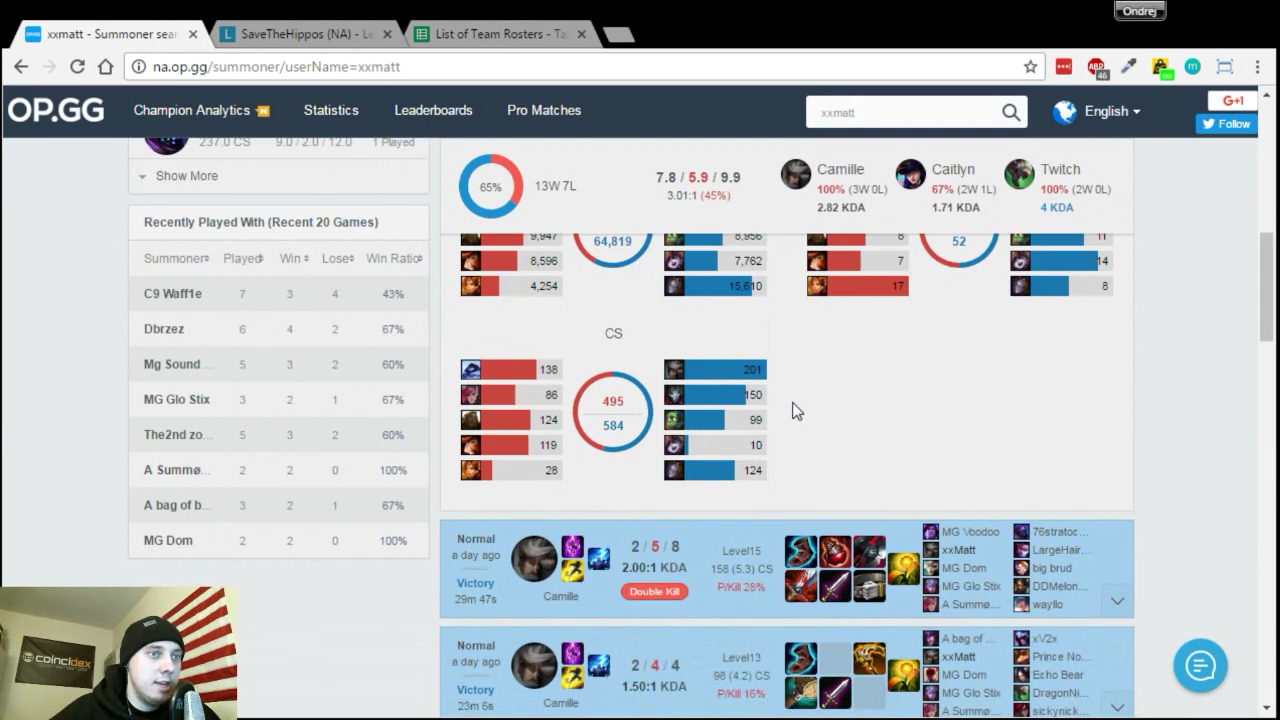 Ondrej
xxmatt - Summoner sear
SaveTheHippos (NA) - Le
List of Team Rosters - Ta
na.op.gg/summoner/userName=xxmatt
ABP
46
m
OP.GG
Champion Analytics N
Statistics
Leaderboards
Pro Matches
xxmatt
English
G+1
Follow
237.0 CS
9.0 / 2.0 / 12.0
1 Played
Show More
65%
13W 7L
7.8 / 5.9 / 9.9
3.01:1 (45%)
Camille
100% (3W 0L)
2.82 KDA
Caitlyn
67% (2W 1L)
1.71 KDA
Twitch
100% (2W 0L)
4 KDA
Recently Played With (Recent 20 Games)
Summoner Played Win Lose Win Ratio
C9 Waff1e 7 3 4 43%
Dbrzez 6 4 2 67%
Mg Sound ... 5 3 2 60%
MG Glo Stix 3 2 1 67%
The2nd zo... 5 3 2 60%
A Summø... 2 2 0 100%
A bag of b... 3 2 1 67%
MG Dom 2 2 0 100%
9,947
64,819
8,956
8
52
11
8,596
7,762
7
14
4,254
15,610
17
8
CS
138
201
86
495
150
124
584
99
119
10
28
124
Normal
a day ago
Victory
29m 47s
Camille
2 / 5 / 8
2.00:1 KDA
Double Kill
Level15
158 (5.3) CS
P/Kill 28%
MG Voodoo
xxMatt
MG Dom
MG Glo Stix
A Summø...
76stratoc...
LargeHair...
big brud
DDMelon...
wayllo
Normal
a day ago
Victory
23m 6s
Camille
2 / 4 / 4
1.50:1 KDA
Level13
98 (4.2) CS
P/Kill 16%
A bag of ...
xxMatt
MG Dom
MG Glo Stix
A Summø...
xV2x
Prince No...
Echo Bear
DragonNi...
sickynick...
coincidex